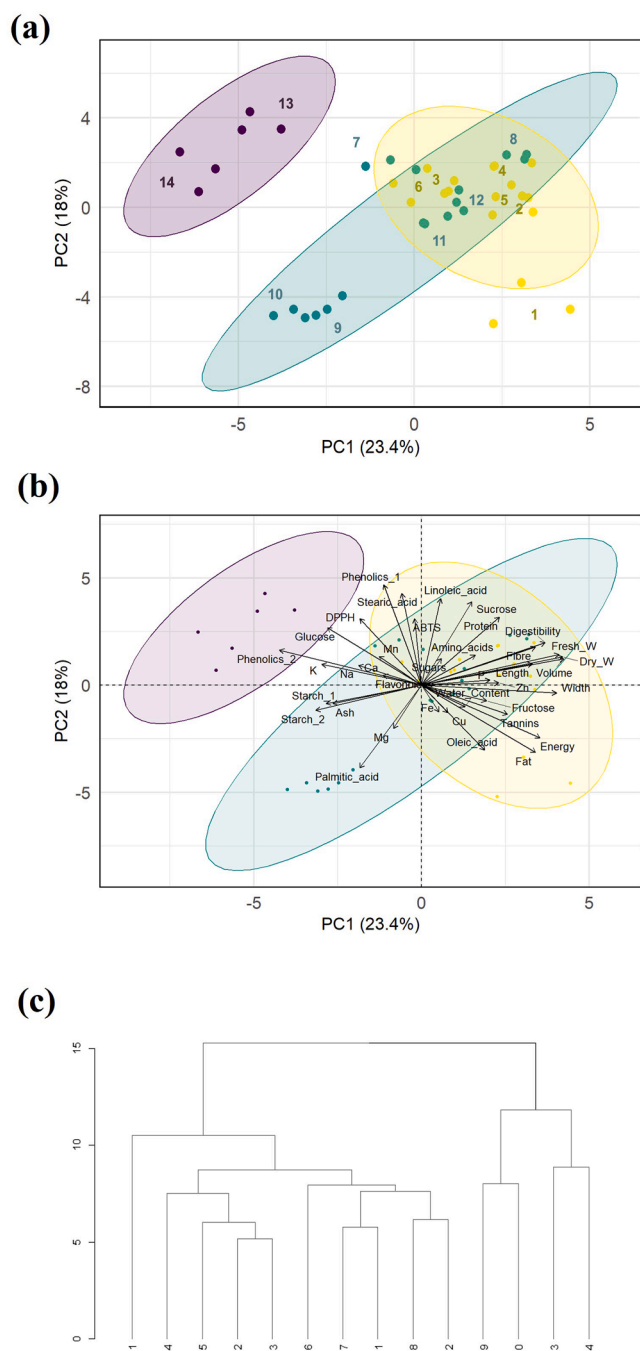 (a)
13
14
7
8
3
4
6
5
12
2
11
10
9
1
4
0
-4
-8
PC2 (18%)
-5
0
5
PC1 (23.4%)
(b)
Phenolics_1
Linoleic_acid
Stearic_acid
Sucrose
DPPH
ABTS
Protein
Glucose
Digestibility
Mn
Amino_acids
Fibre
Fresh_W
Phenolics_2
Sugars
Dry_W
K
Na
Ca
P
Length
Volume
Flavonoids
Zn
Width
Starch_1
Water_Content
Starch_2
Ash
Fe
Fructose
Cu
Tannins
Mg
Oleic_acid
Energy
Fat
Palmitic_acid
5
0
-5
PC2 (18%)
-5
0
5
PC1 (23.4%)
(c)
15
10
5
0
1 4 5 2 3 6 7 1 8 2 9 0 3 4